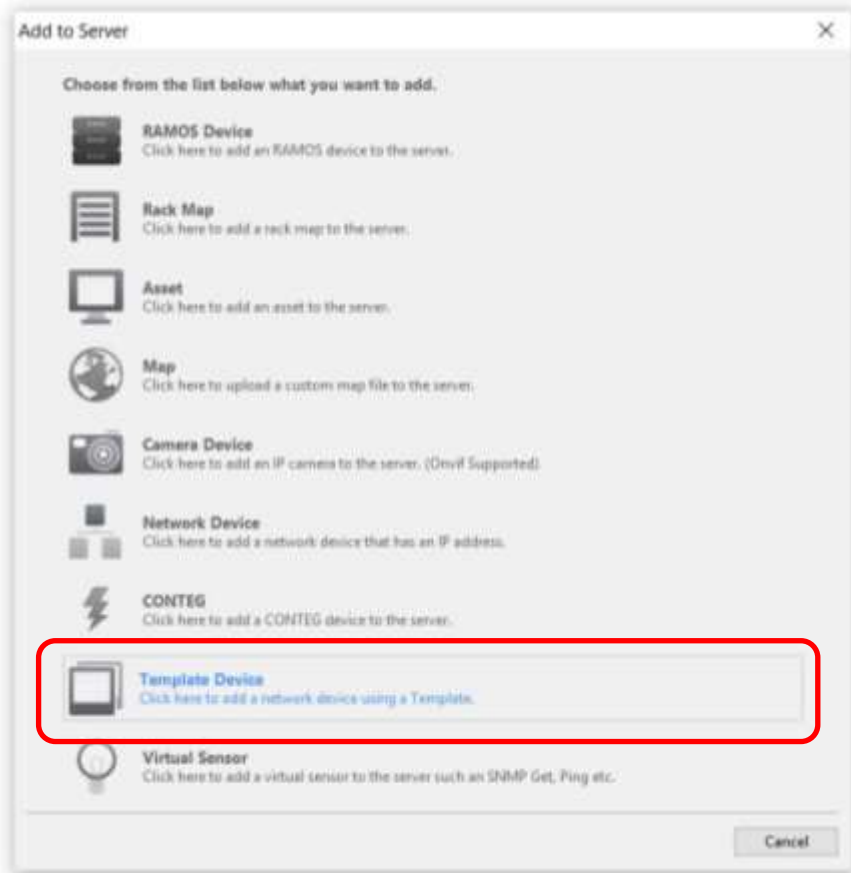 Add to Server
Choose from the list below what you want to add.
RAMOS Device
Click here to add an RAMOS device to the server.
Rack Map
Click here to add a rack map to the server.
Asset
Click here to add an asset to the server.
Map
Click here to upload a custom map file to the server.
Camera Device
Click here to add an IP camera to the server. (Onvif Supported)
Network Device
Click here to add a network device that has an IP address.
CONTEG
Click here to add a CONTEG device to the server.
Template Device
Click here to add a network device using a Template.
Virtual Sensor
Click here to add a virtual sensor to the server such an SNMP Get, Ping etc.
Cancel